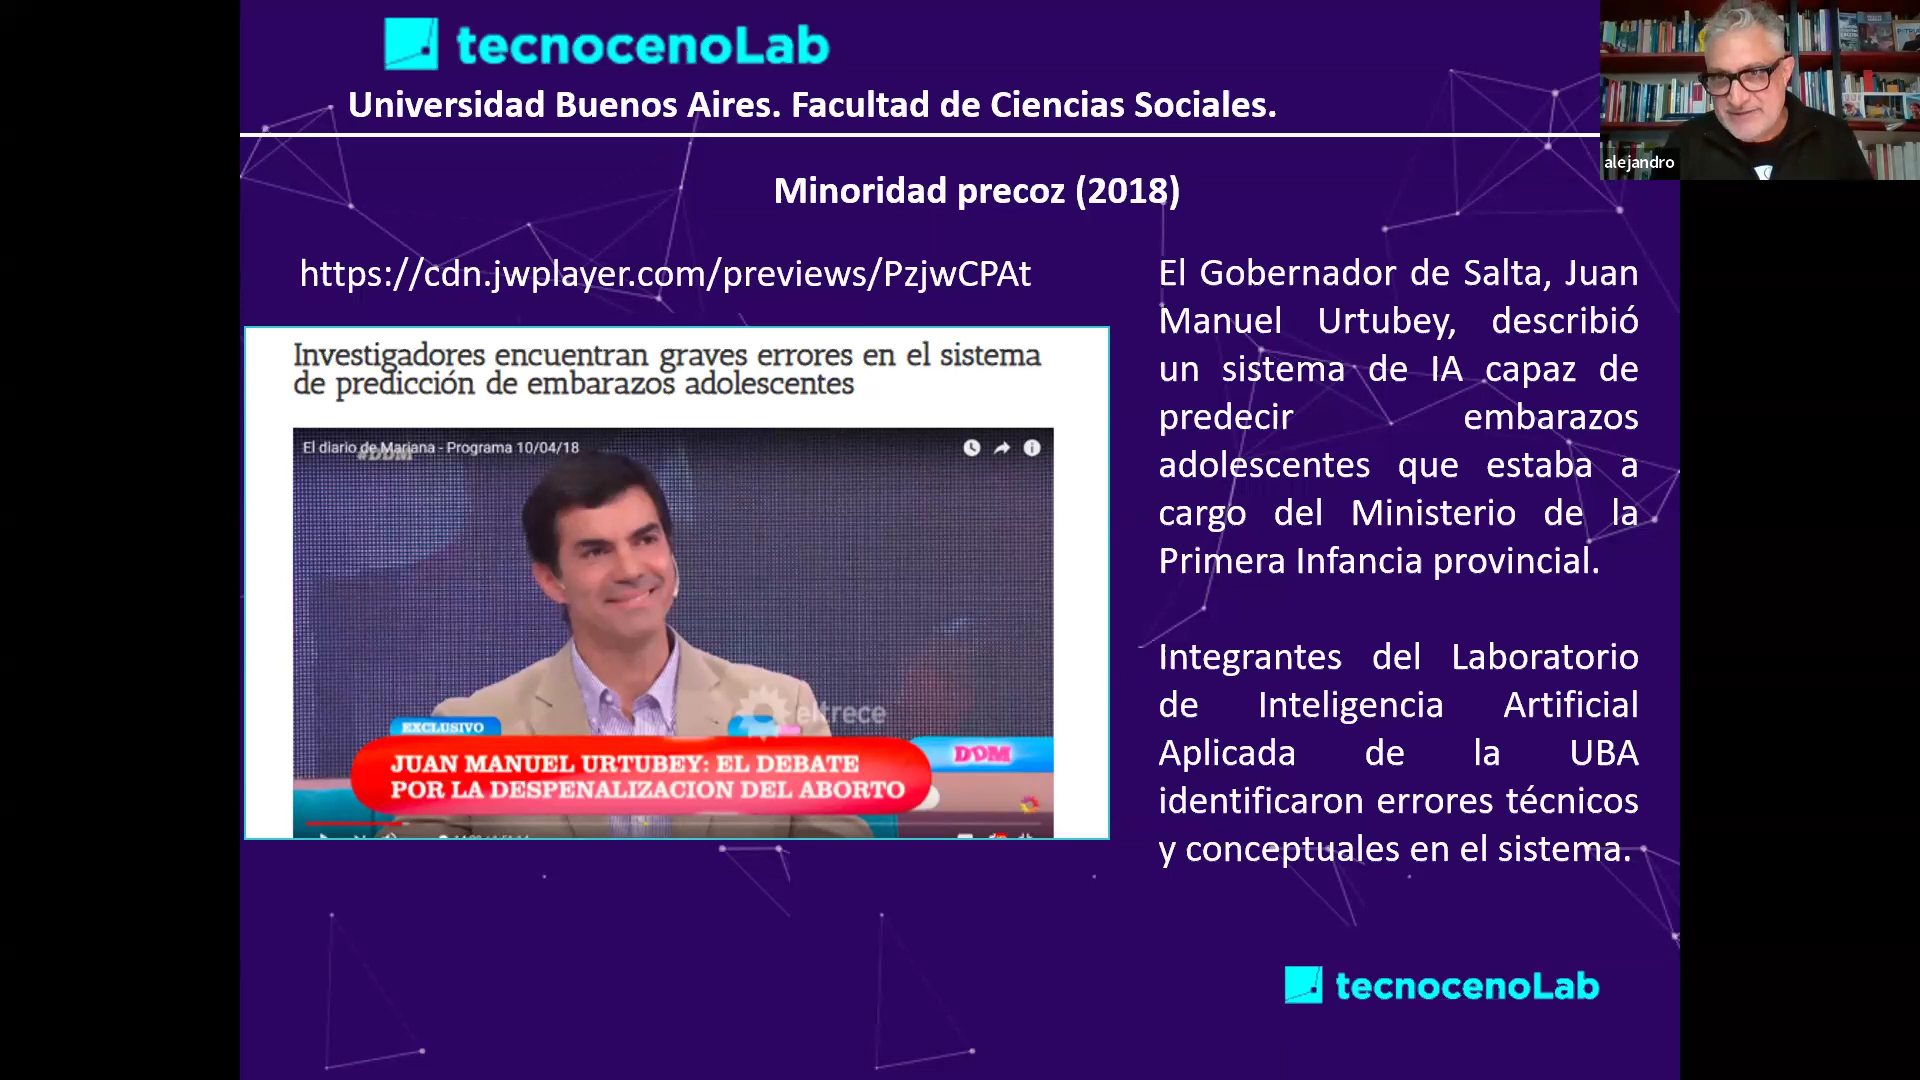 tecnocenoLab
Universidad Buenos Aires. Facultad de Ciencias Sociales.
alejandro
Minoridad precoz (2018)
https://cdn.jwplayer.com/previews/PzjwCPAt
Investigadores encuentran graves errores en el sistema
de predicción de embarazos adolescentes
El diario de Mariana - Programa 10/04/18
#DDM
eltrece
EXCLUSIVO
JUAN MANUEL URTUBEY: EL DEBATE
POR LA DESPENALIZACION DEL ABORTO
DDM
El Gobernador de Salta, Juan
Manuel Urtubey, describió
un sistema de IA capaz de
predecir embarazos
adolescentes que estaba a
cargo del Ministerio de la
Primera Infancia provincial.
Integrantes del Laboratorio
de Inteligencia Artificial
Aplicada de la UBA
identificaron errores técnicos
y conceptuales en el sistema.
tecnocenoLab